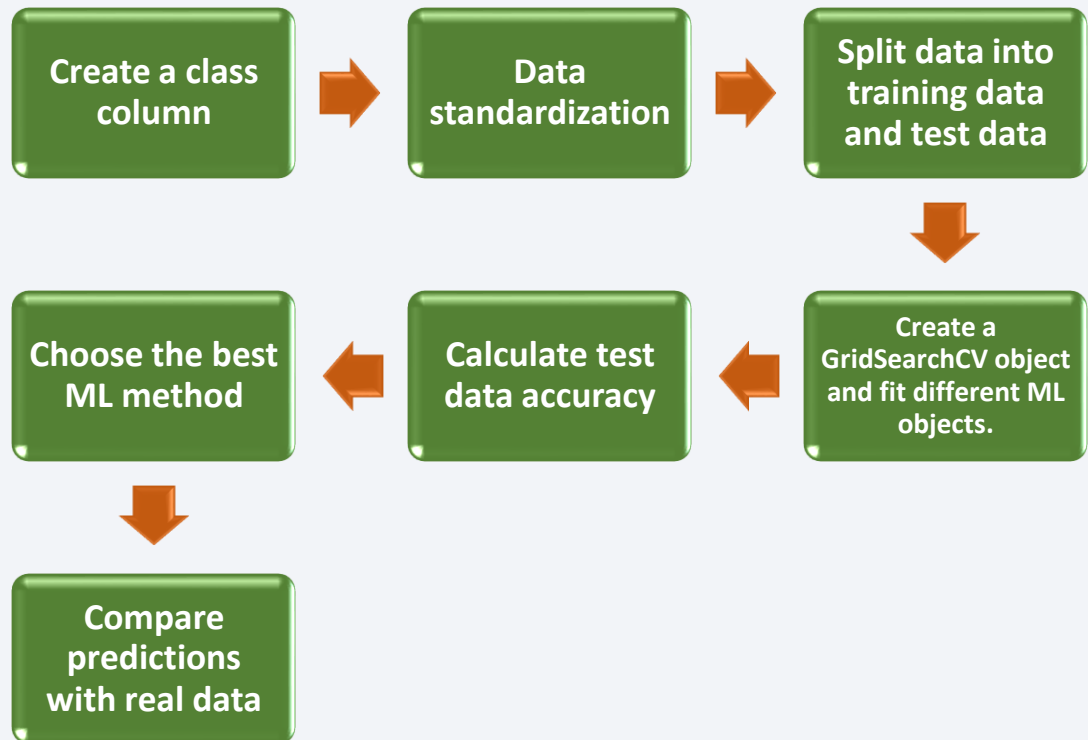 Create a class
column
Data
standardization
Split data into
training data
and test data
Create a
GridSearchCV object
and fit different ML
objects.
Calculate test
data accuracy
Choose the best
ML method
Compare
predictions
with real data